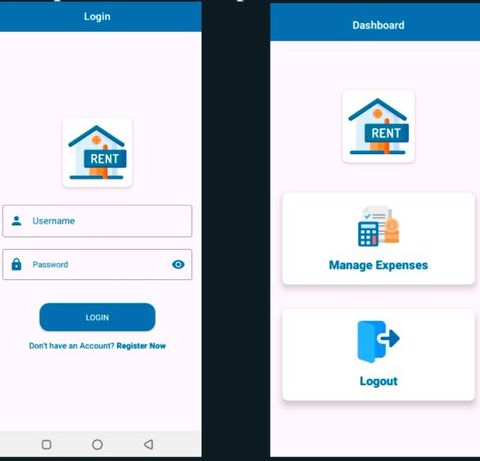 Login
RENT
Username
Password
LOGIN
Don't have an Account? Register Now
Dashboard
RENT
Manage Expenses
Logout